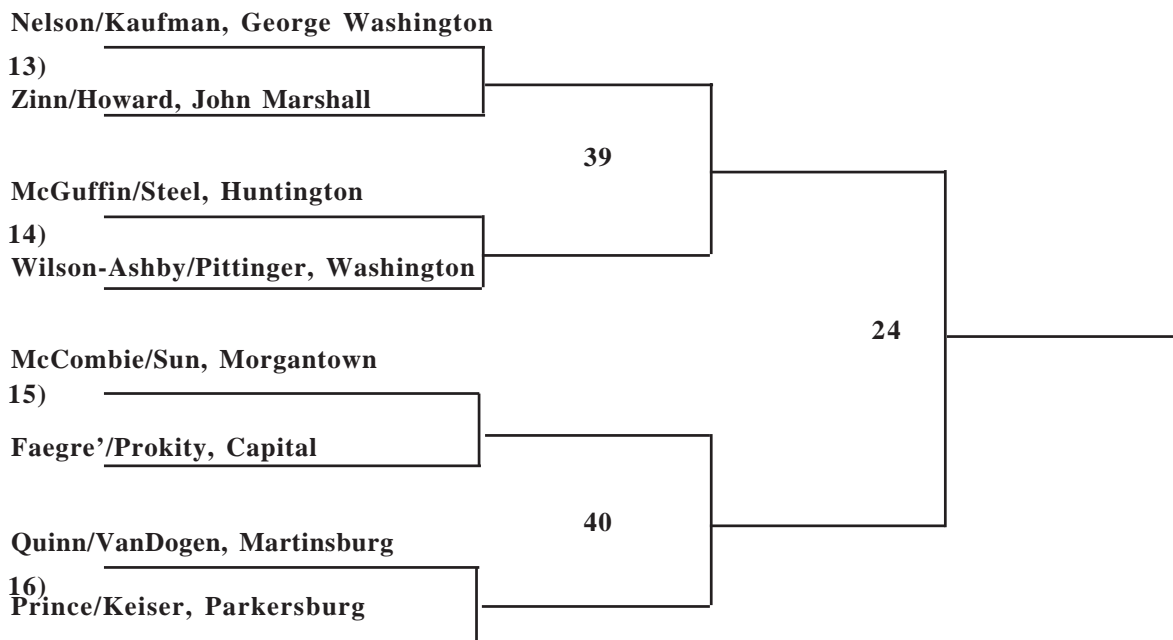 Nelson/Kaufman, George Washington
13)
Zinn/Howard, John Marshall
39
McGuffin/Steel, Huntington
14)
Wilson-Ashby/Pittinger, Washington
24
McCombie/Sun, Morgantown
15)
Faegre’/Prokity, Capital
40
Quinn/VanDogen, Martinsburg
16)
Prince/Keiser, Parkersburg